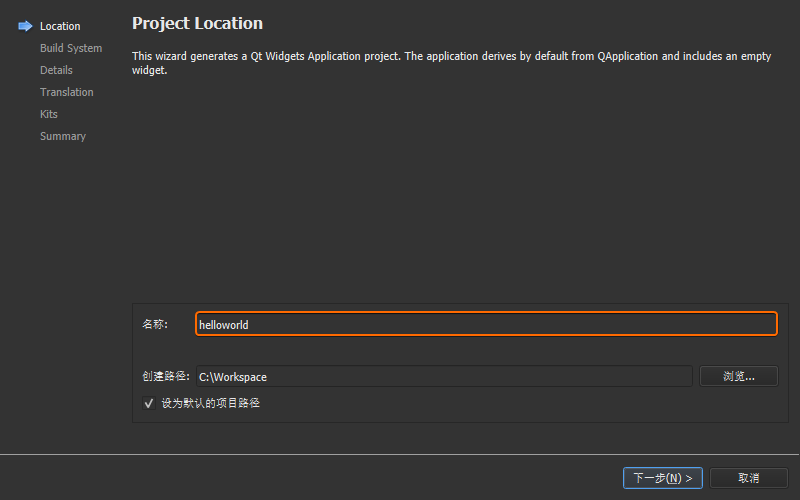 Location
Build System
Details
Translation
Kits
Summary
Project Location
This wizard generates a Qt Widgets Application project. The application derives by default from QApplication and includes an empty
widget.
名称: helloworld
创建路径: C:\Workspace 浏览...
设为默认的项目路径
下一步(N) > 取消